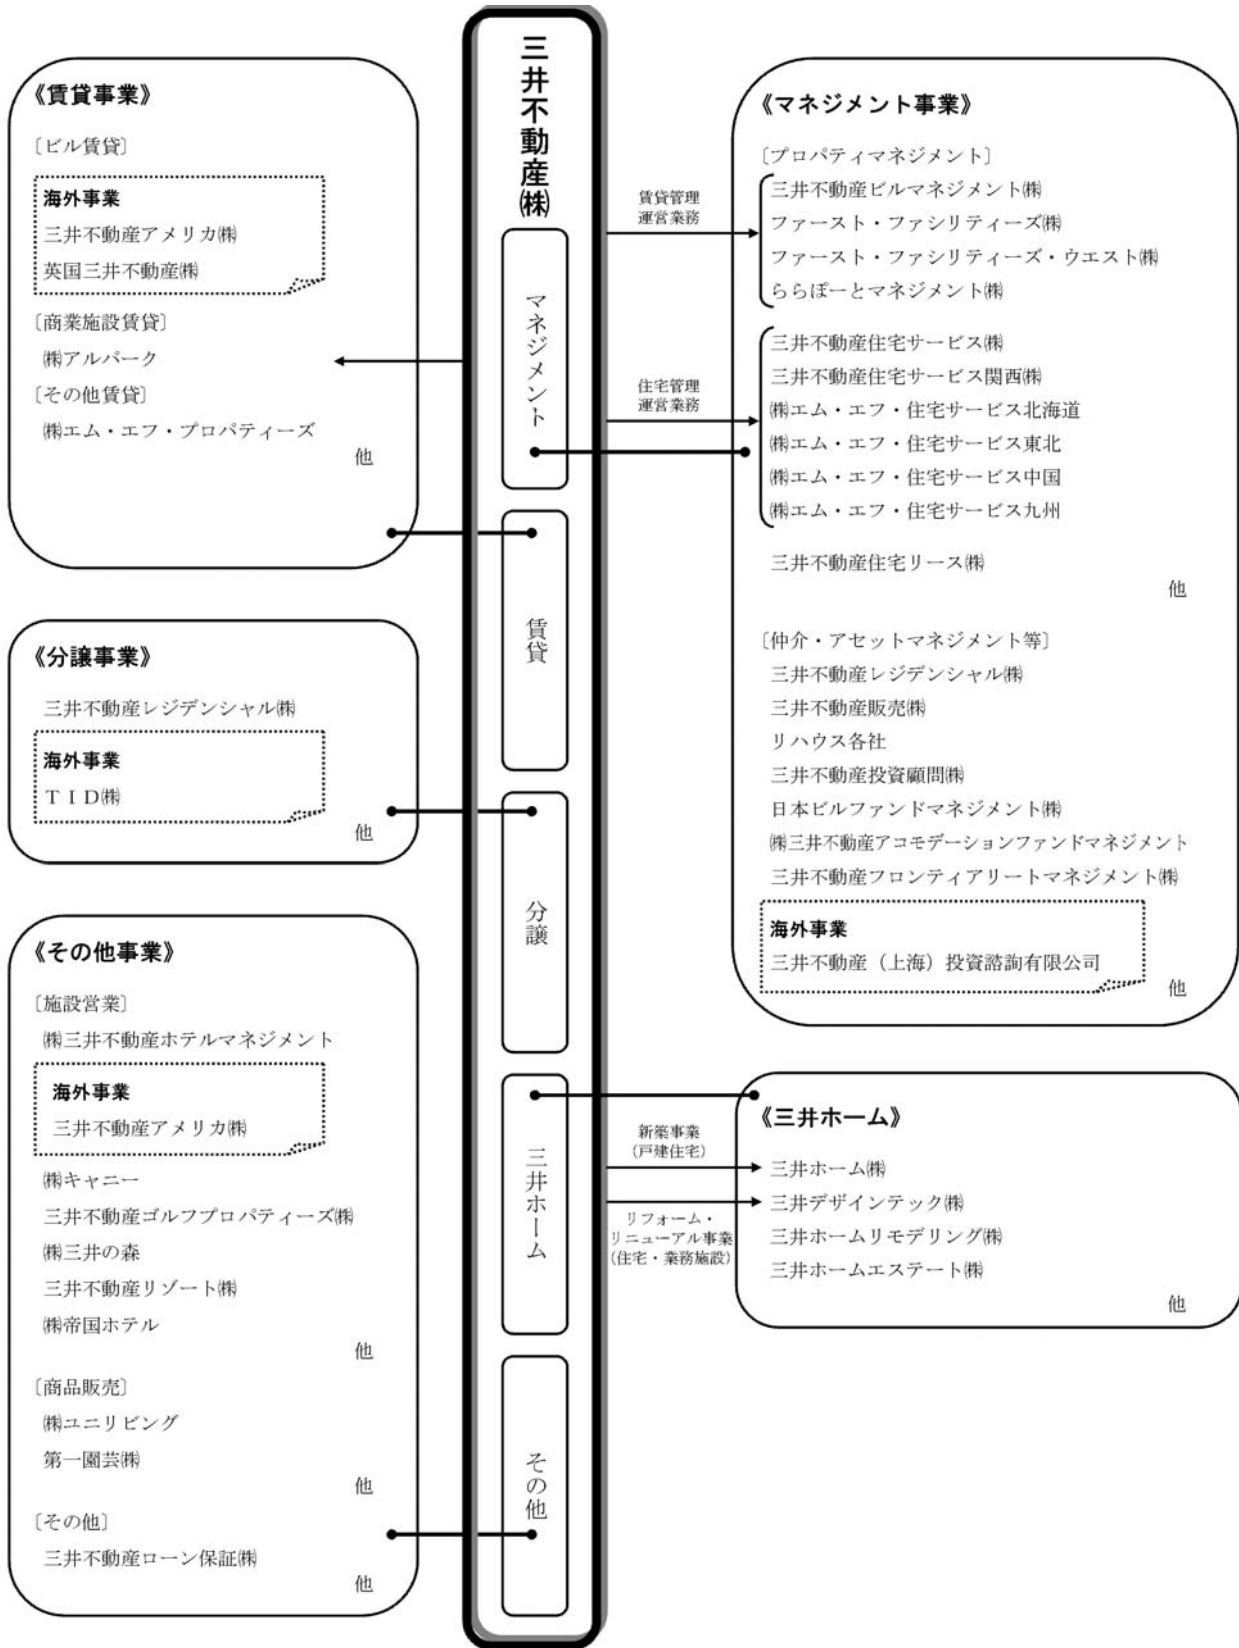 三井不動産㈱
マネジメント
賃貸
分譲
三井ホーム
その他
《賃貸事業》
〔ビル賃貸〕
海外事業
三井不動産アメリカ㈱
英国三井不動産㈱
〔商業施設賃貸〕
㈱アルパーク
〔その他賃貸〕
㈱エム・エフ・プロパティーズ
他
《分譲事業》
三井不動産レジデンシャル㈱
海外事業
ＴＩＤ㈱
他
《その他事業》
〔施設営業〕
㈱三井不動産ホテルマネジメント
海外事業
三井不動産アメリカ㈱
㈱キャニー
三井不動産ゴルフプロパティーズ㈱
㈱三井の森
三井不動産リゾート㈱
㈱帝国ホテル
他
〔商品販売〕
㈱ユニリビング
第一園芸㈱
他
〔その他〕
三井不動産ローン保証㈱
他
賃貸管理
運営業務
住宅管理
運営業務
《マネジメント事業》
〔プロパティマネジメント〕
三井不動産ビルマネジメント㈱
ファースト・ファシリティーズ㈱
ファースト・ファシリティーズ・ウエスト㈱
ららぽーとマネジメント㈱
三井不動産住宅サービス㈱
三井不動産住宅サービス関西㈱
㈱エム・エフ・住宅サービス北海道
㈱エム・エフ・住宅サービス東北
㈱エム・エフ・住宅サービス中国
㈱エム・エフ・住宅サービス九州
三井不動産住宅リース㈱
他
〔仲介・アセットマネジメント等〕
三井不動産レジデンシャル㈱
三井不動産販売㈱
リハウス各社
三井不動産投資顧問㈱
日本ビルファンドマネジメント㈱
㈱三井不動産アコモデーションファンドマネジメント
三井不動産フロンティアリートマネジメント㈱
海外事業
三井不動産（上海）投資諮詢有限公司
他
新築事業
（戸建住宅）
リフォーム・
リニューアル事業
（住宅・業務施設）
《三井ホーム》
三井ホーム㈱
三井デザインテック㈱
三井ホームリモデリング㈱
三井ホームエステート㈱
他